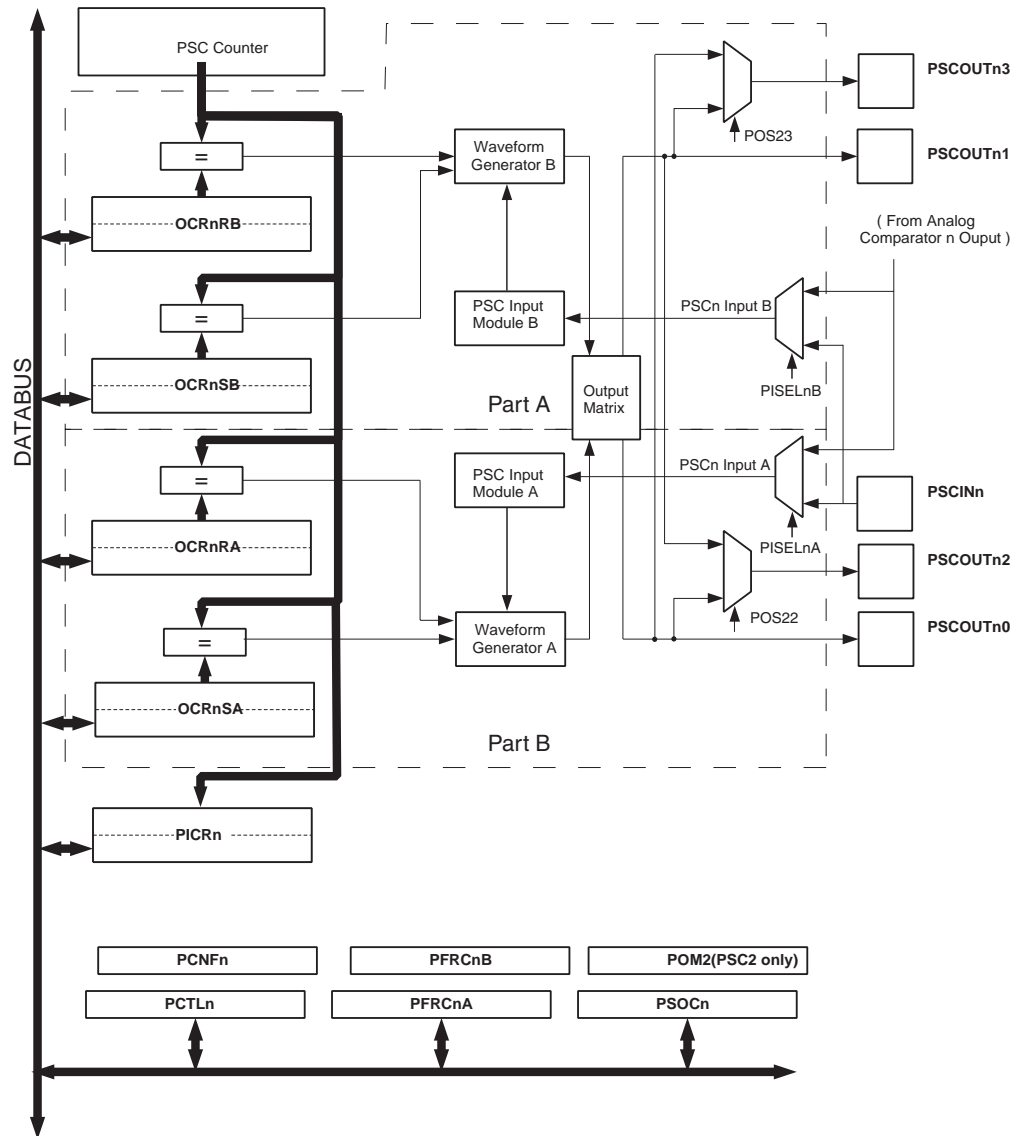 PSC Counter
PSCOUTn3
POS23
Waveform
Generator B
=
PSCOUTn1
OCRnRB
( From Analog
Comparator n Ouput )
PSC Input
Module B
PSCn Input B
=
DATABUS
OCRnSB
PISELnB
Output
Matrix
Part A
PSC Input
Module A
PSCn Input A
=
PSCINn
OCRnRA
PISELnA
PSCOUTn2
POS22
Waveform
Generator A
=
PSCOUTn0
OCRnSA
Part B
PICRn
PCNFn
PFRCnB
POM2(PSC2 only)
PCTLn
PFRCnA
PSOCn